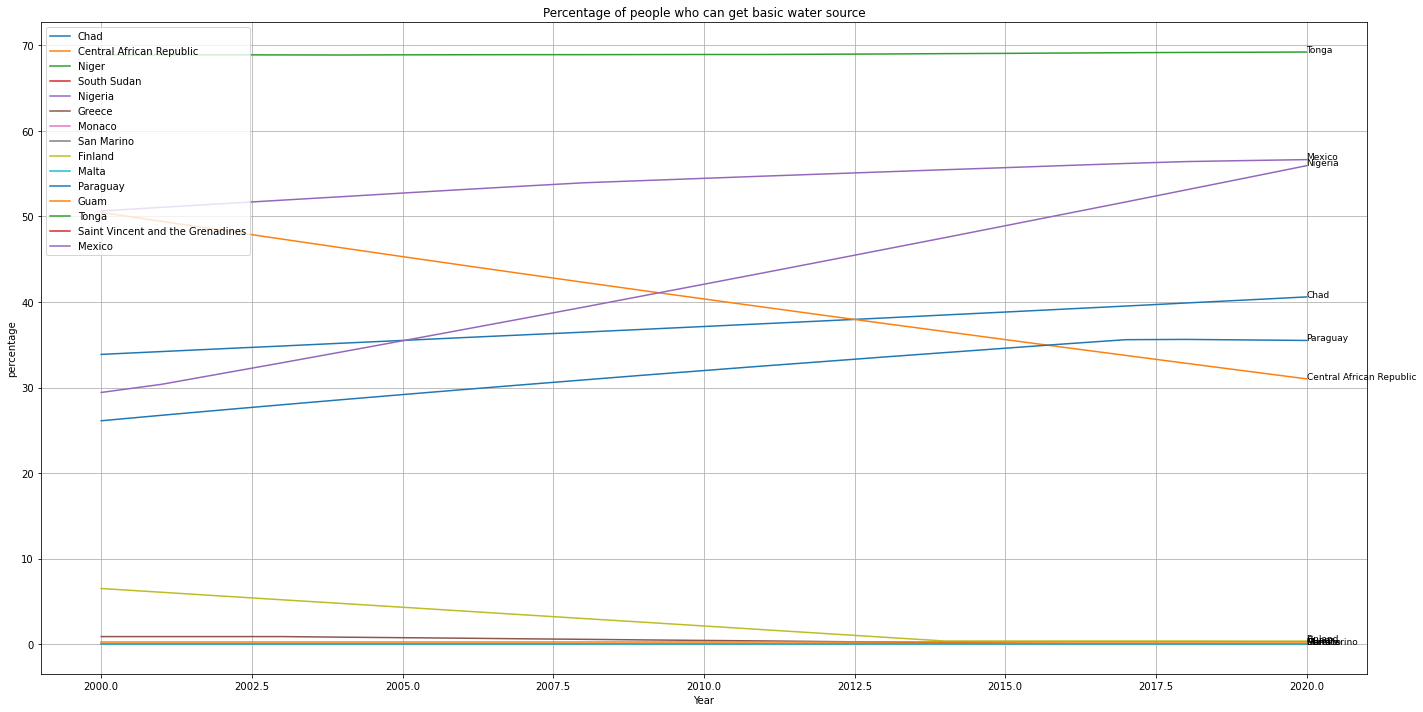 Percentage of people who can get basic water source
Chad
Central African Republic
Niger
South Sudan
Nigeria
Greece
Monaco
San Marino
Finland
Malta
Paraguay
Guam
Tonga
Saint Vincent and the Grenadines
Mexico
70
60
50
40
30
20
10
0
percentage
Tonga
Mexico
Nigeria
Chad
Paraguay
Central African Republic
Finland
2000.0 2002.5 2005.0 2007.5 2010.0 2012.5 2015.0 2017.5 2020.0
Year